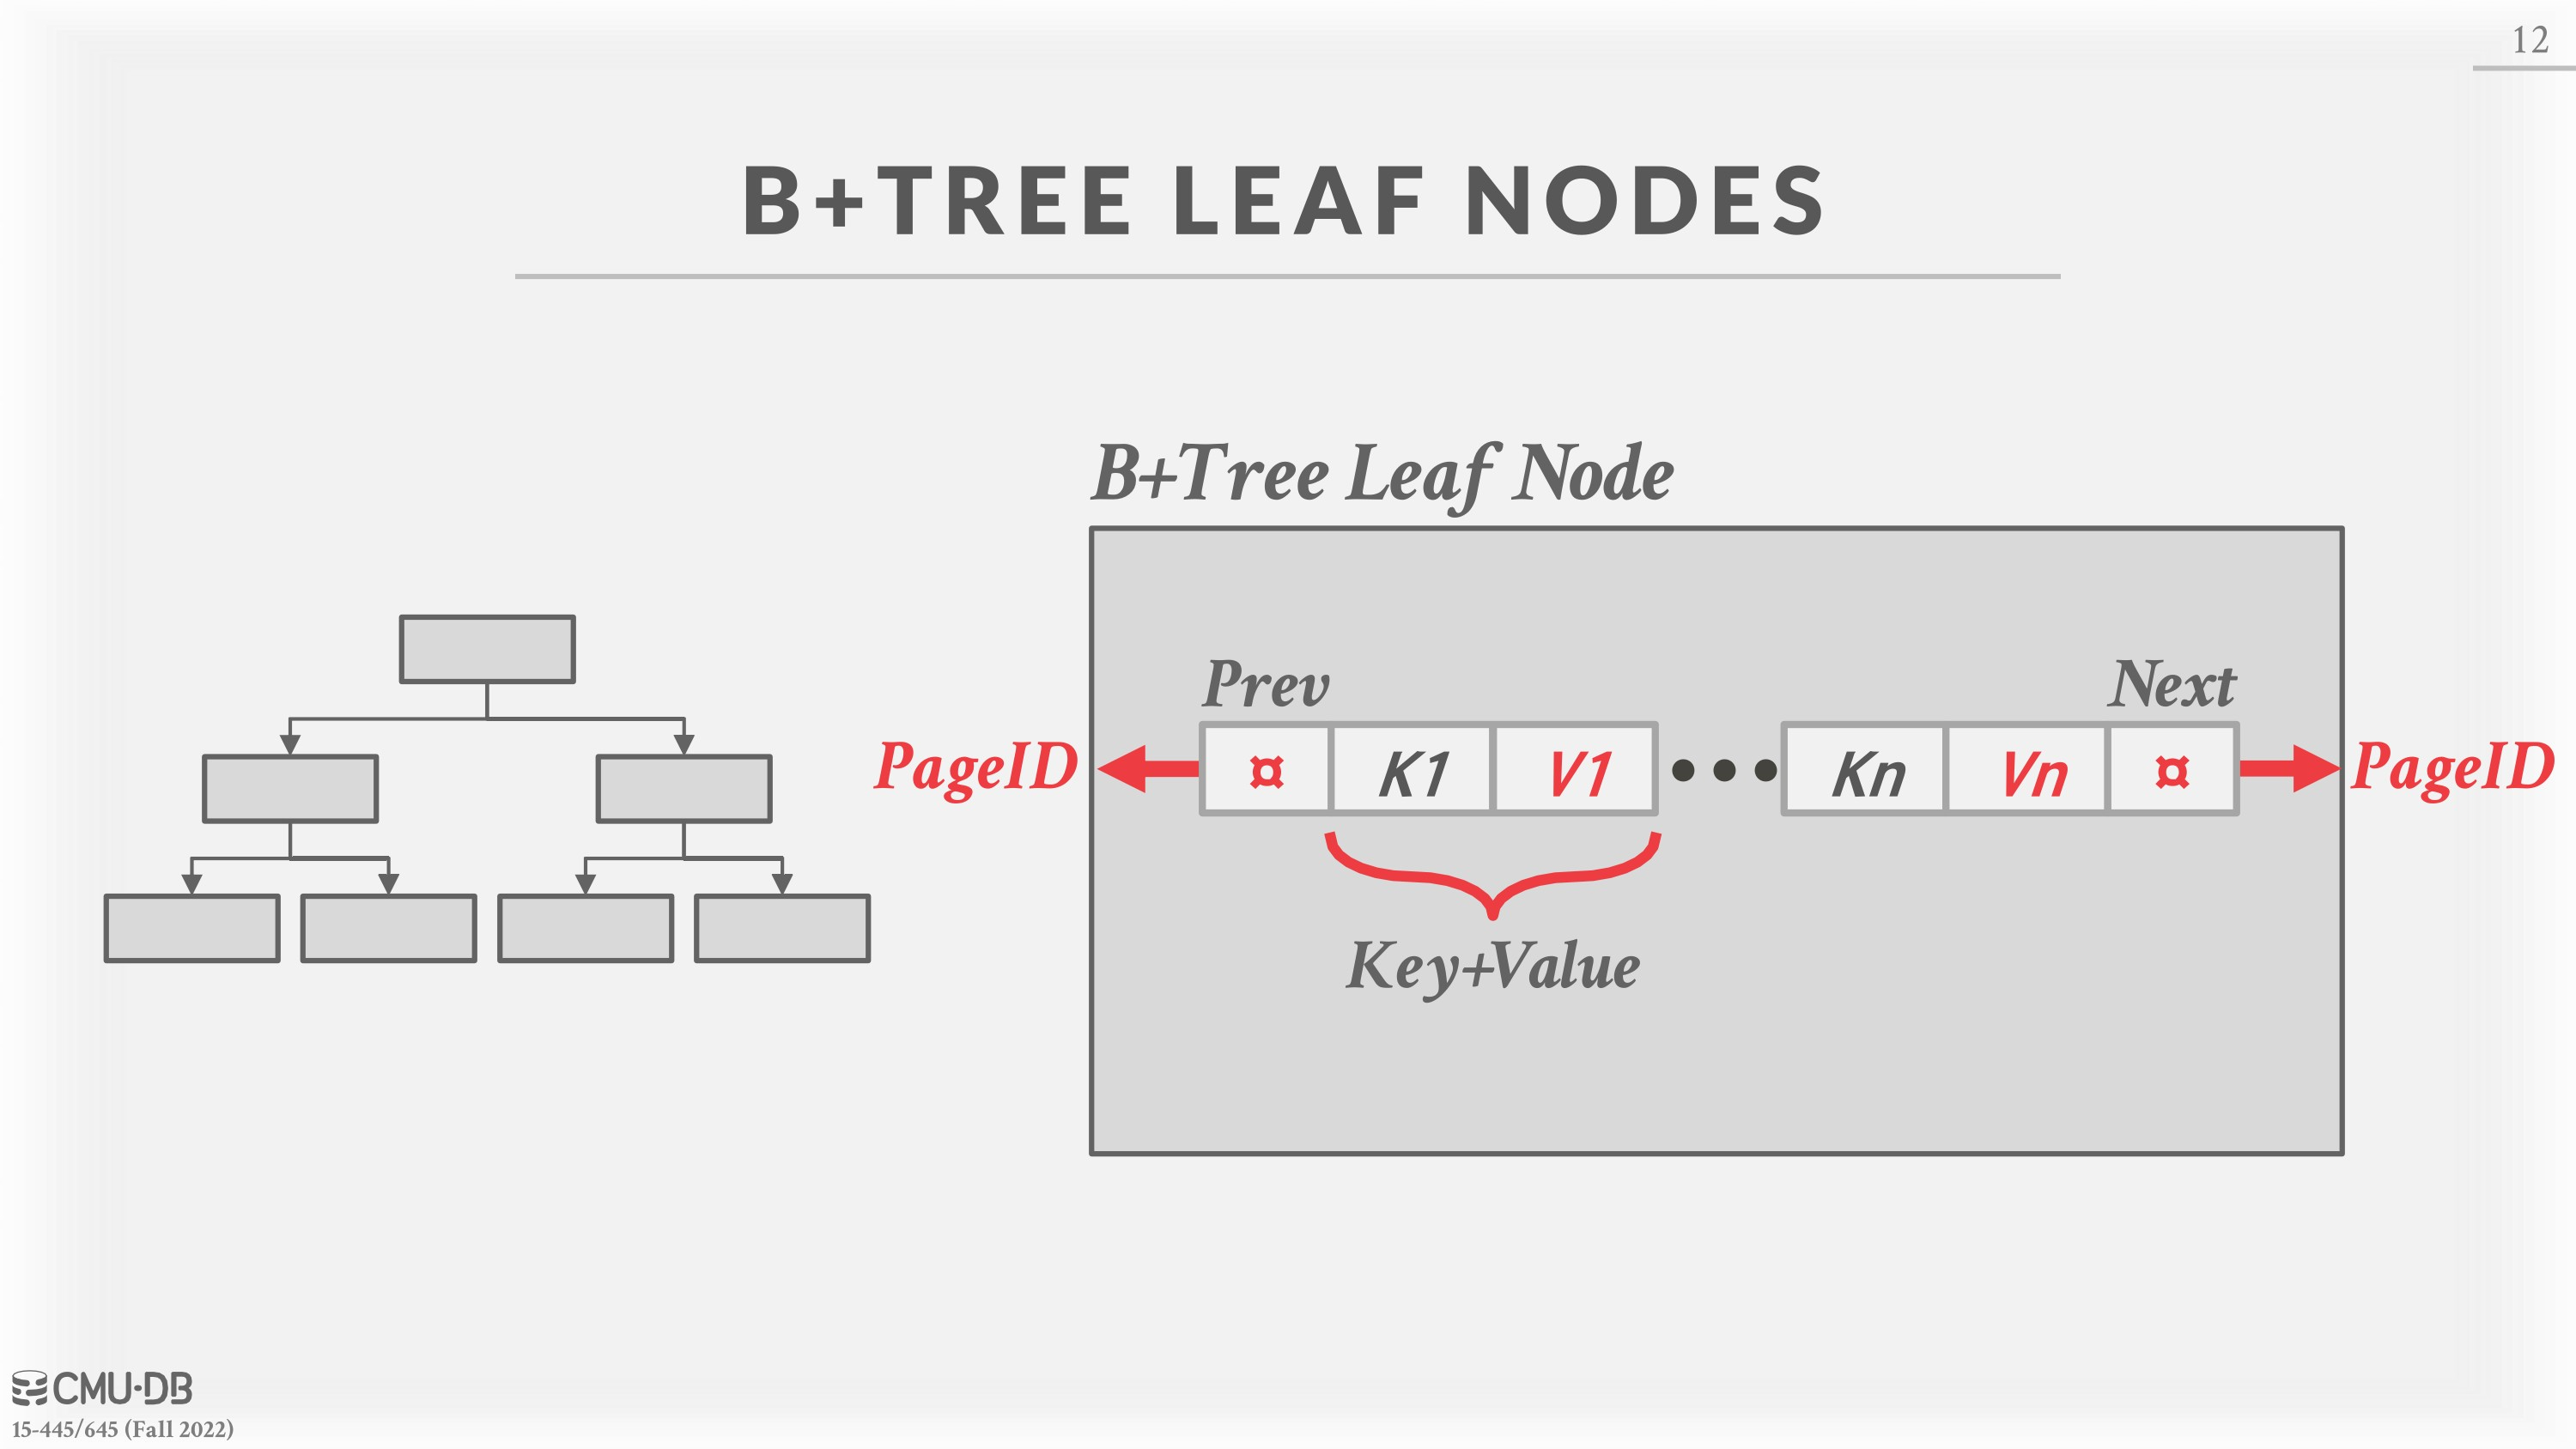 12
B+TREE LEAF NODES
B+Tree Leaf Node
Prev
Next
PageID
¤ K1 V1 • • • Kn Vn ¤
PageID
Key+Value
CMU·DB
15-445/645 (Fall 2022)